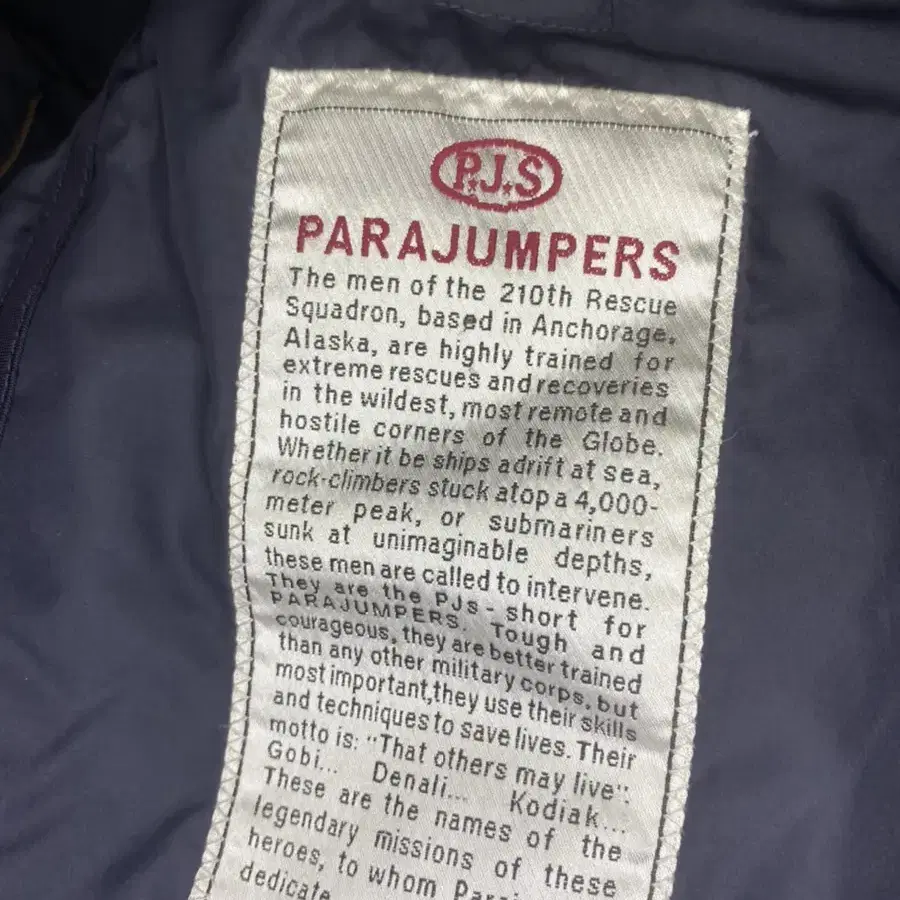 P.J.S
PARAJUMPERS
The men of the 210th Rescue
Squadron, based in Anchorage,
Alaska, are highly trained for
extreme rescues and recoveries
in the wildest, most remote and
hostile corners of the Globe.
Whether it be ships adrift at sea,
rock-climbers stuck atop a 4,000-
meter peak, or submariners
sunk at unimaginable depths,
these men are called to intervene.
They are the PJs - short for
PARAJUMPERS. Tough and
courageous, they are better trained
than any other military corps, but
most important, they use their skills
and techniques to save lives. Their
motto is: "That others may live".
Gobi... Denali... Kodiak...
These are the names of the
legendary missions of these
heroes, to whom
dedicate